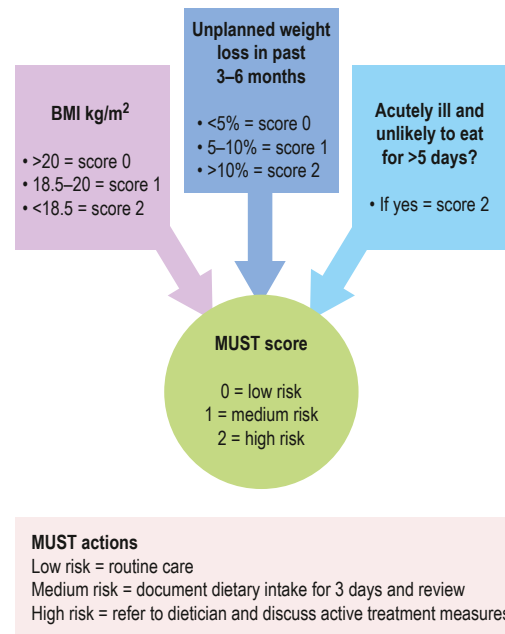 BMI kg/m²
• >20 = score 0
• 18.5–20 = score 1
• <18.5 = score 2
Unplanned weight
loss in past
3–6 months
• <5% = score 0
• 5–10% = score 1
• >10% = score 2
Acutely ill and
unlikely to eat
for >5 days?
• If yes = score 2
MUST score
0 = low risk
1 = medium risk
2 = high risk
MUST actions
Low risk = routine care
Medium risk = document dietary intake for 3 days and review
High risk = refer to dietician and discuss active treatment measures